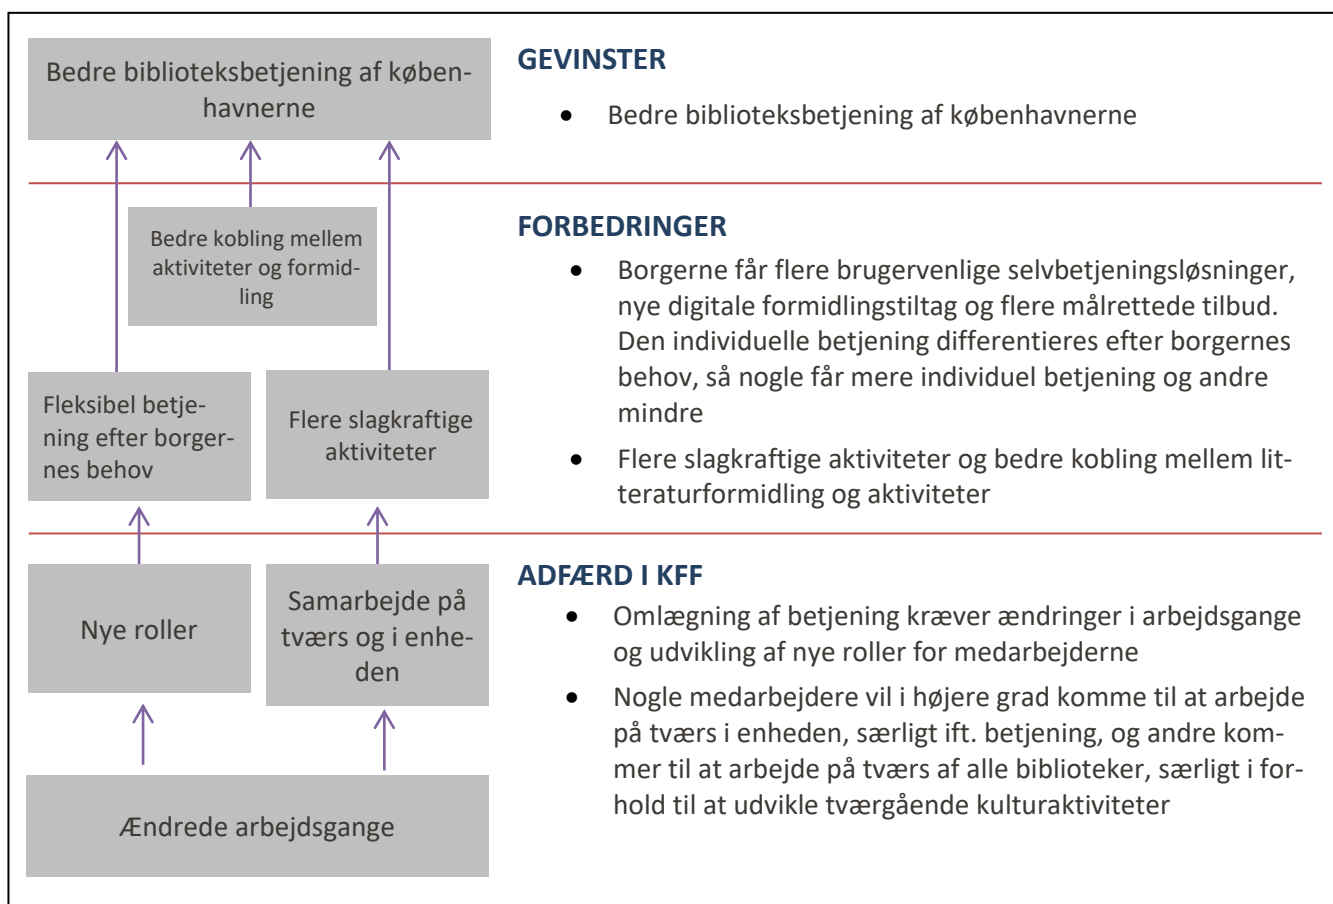 Bedre biblioteksbetjening af køben-
havnerne
GEVINSTER
• Bedre biblioteksbetjening af københavnerne
Bedre kobling mellem
aktiviteter og formid-
ling
Fleksibel betje-
ning efter borger-
nes behov
Flere slagkraftige
aktiviteter
FORBEDRINGER
• Borgerne får flere brugervenlige selvbetjeningsløsninger,
nye digitale formidlingstiltag og flere målrettede tilbud.
Den individuelle betjening differentieres efter borgernes
behov, så nogle får mere individuel betjening og andre
mindre
• Flere slagkraftige aktiviteter og bedre kobling mellem lit-
teraturformidling og aktiviteter
Nye roller
Samarbejde på
tværs og i enhe-
den
Ændrede arbejdsgange
ADFÆRD I KFF
• Omlægning af betjening kræver ændringer i arbejdsgange
og udvikling af nye roller for medarbejderne
• Nogle medarbejdere vil i højere grad komme til at arbejde
på tværs i enheden, særligt ift. betjening, og andre kom-
mer til at arbejde på tværs af alle biblioteker, særligt i for-
hold til at udvikle tværgående kulturaktiviteter